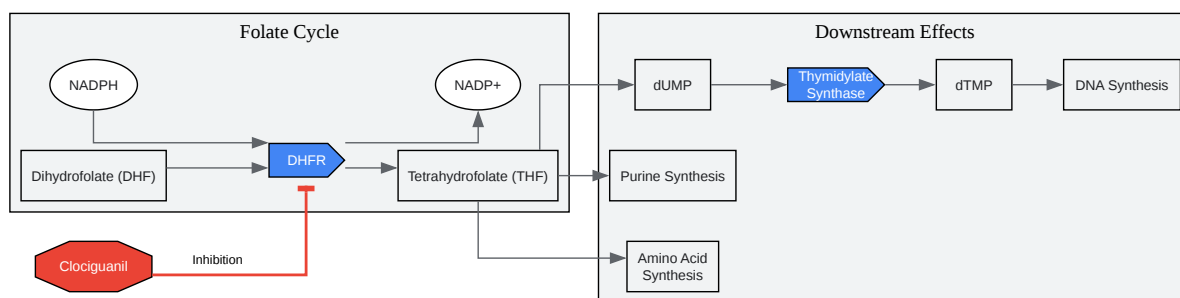 Folate Cycle
Downstream Effects
NADPH
NADP+
dUMP
Thymidylate
Synthase
dTMP
DNA Synthesis
Dihydrofolate (DHF)
DHFR
Tetrahydrofolate (THF)
Purine Synthesis
Clociguanil
Inhibition
Amino Acid
Synthesis